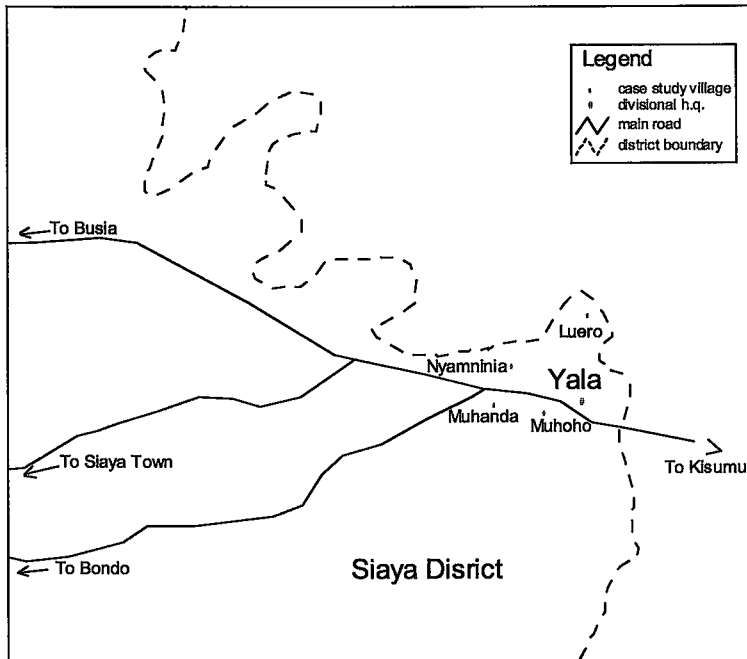 Legend
case study village
divisional h.q.
main road
district boundary
To Busia
Luero
Nyamninia
Yala
Muhanda
Muhoho
To Siaya Town
To Kisumu
To Bondo
Siaya Disrict